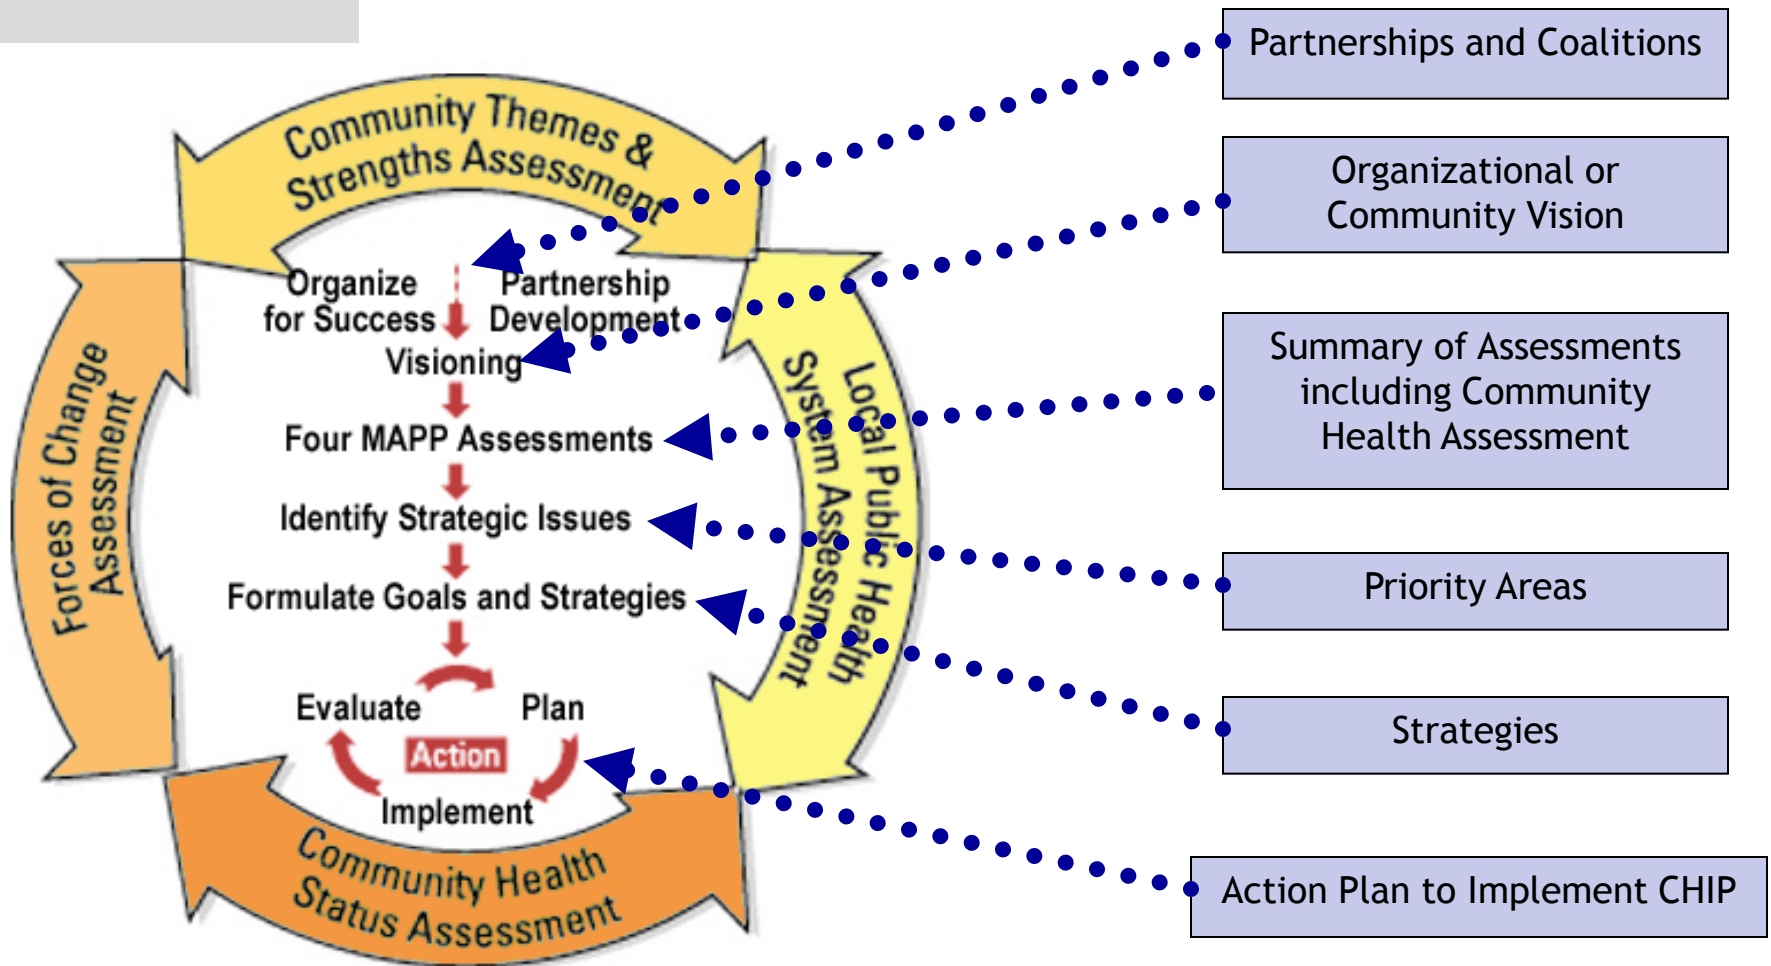 Community Themes &
Strengths Assessment
Organize
for Success
Partnership
Development
Visioning
Four MAPP Assessments
Identify Strategic Issues
Formulate Goals and Strategies
Evaluate
Plan
Action
Implement
Forces of Change
Assessment
Local Public Health
System Assessment
Community Health
Status Assessment
Partnerships and Coalitions
Organizational or
Community Vision
Summary of Assessments
including Community
Health Assessment
Priority Areas
Strategies
Action Plan to Implement CHIP